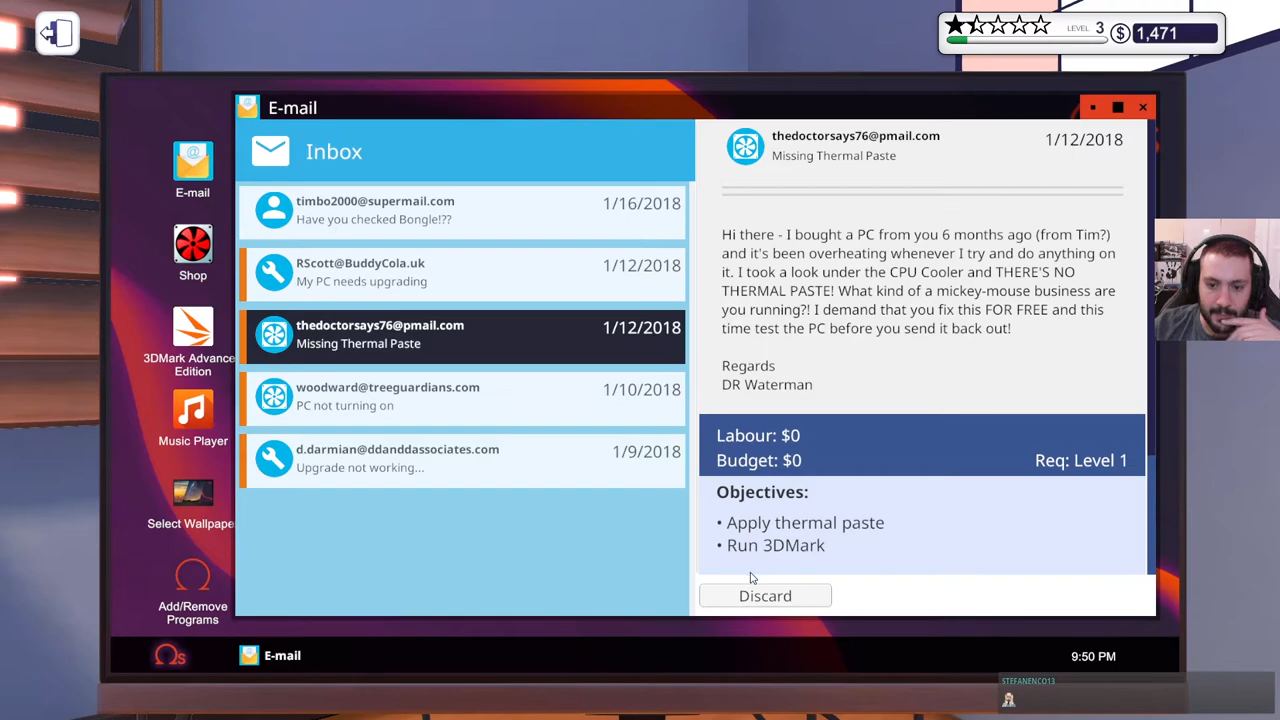 LEVEL 3 $ 1,471
E-mail
E-mail
Shop
3DMark Advance
Edition
Music Player
Select Wallpape
Add/Remove
Programs
Inbox
timbo2000@supermail.com 1/16/2018
Have you checked Bongle!??
RScott@BuddyCola.uk 1/12/2018
My PC needs upgrading
thedoctorsays76@pmail.com 1/12/2018
Missing Thermal Paste
woodward@treeguardians.com 1/10/2018
PC not turning on
d.darmian@ddanddassociates.com 1/9/2018
Upgrade not working...
thedoctorsays76@pmail.com 1/12/2018
Missing Thermal Paste
Hi there - I bought a PC from you 6 months ago (from Tim?)
and it's been overheating whenever I try and do anything on
it. I took a look under the CPU Cooler and THERE'S NO
THERMAL PASTE! What kind of a mickey-mouse business are
you running?! I demand that you fix this FOR FREE and this
time test the PC before you send it back out!
Regards
DR Waterman
Labour: $0
Budget: $0 Req: Level 1
Objectives:
• Apply thermal paste
• Run 3DMark
Discard
Ωs E-mail 9:50 PM
STEFANENCO13